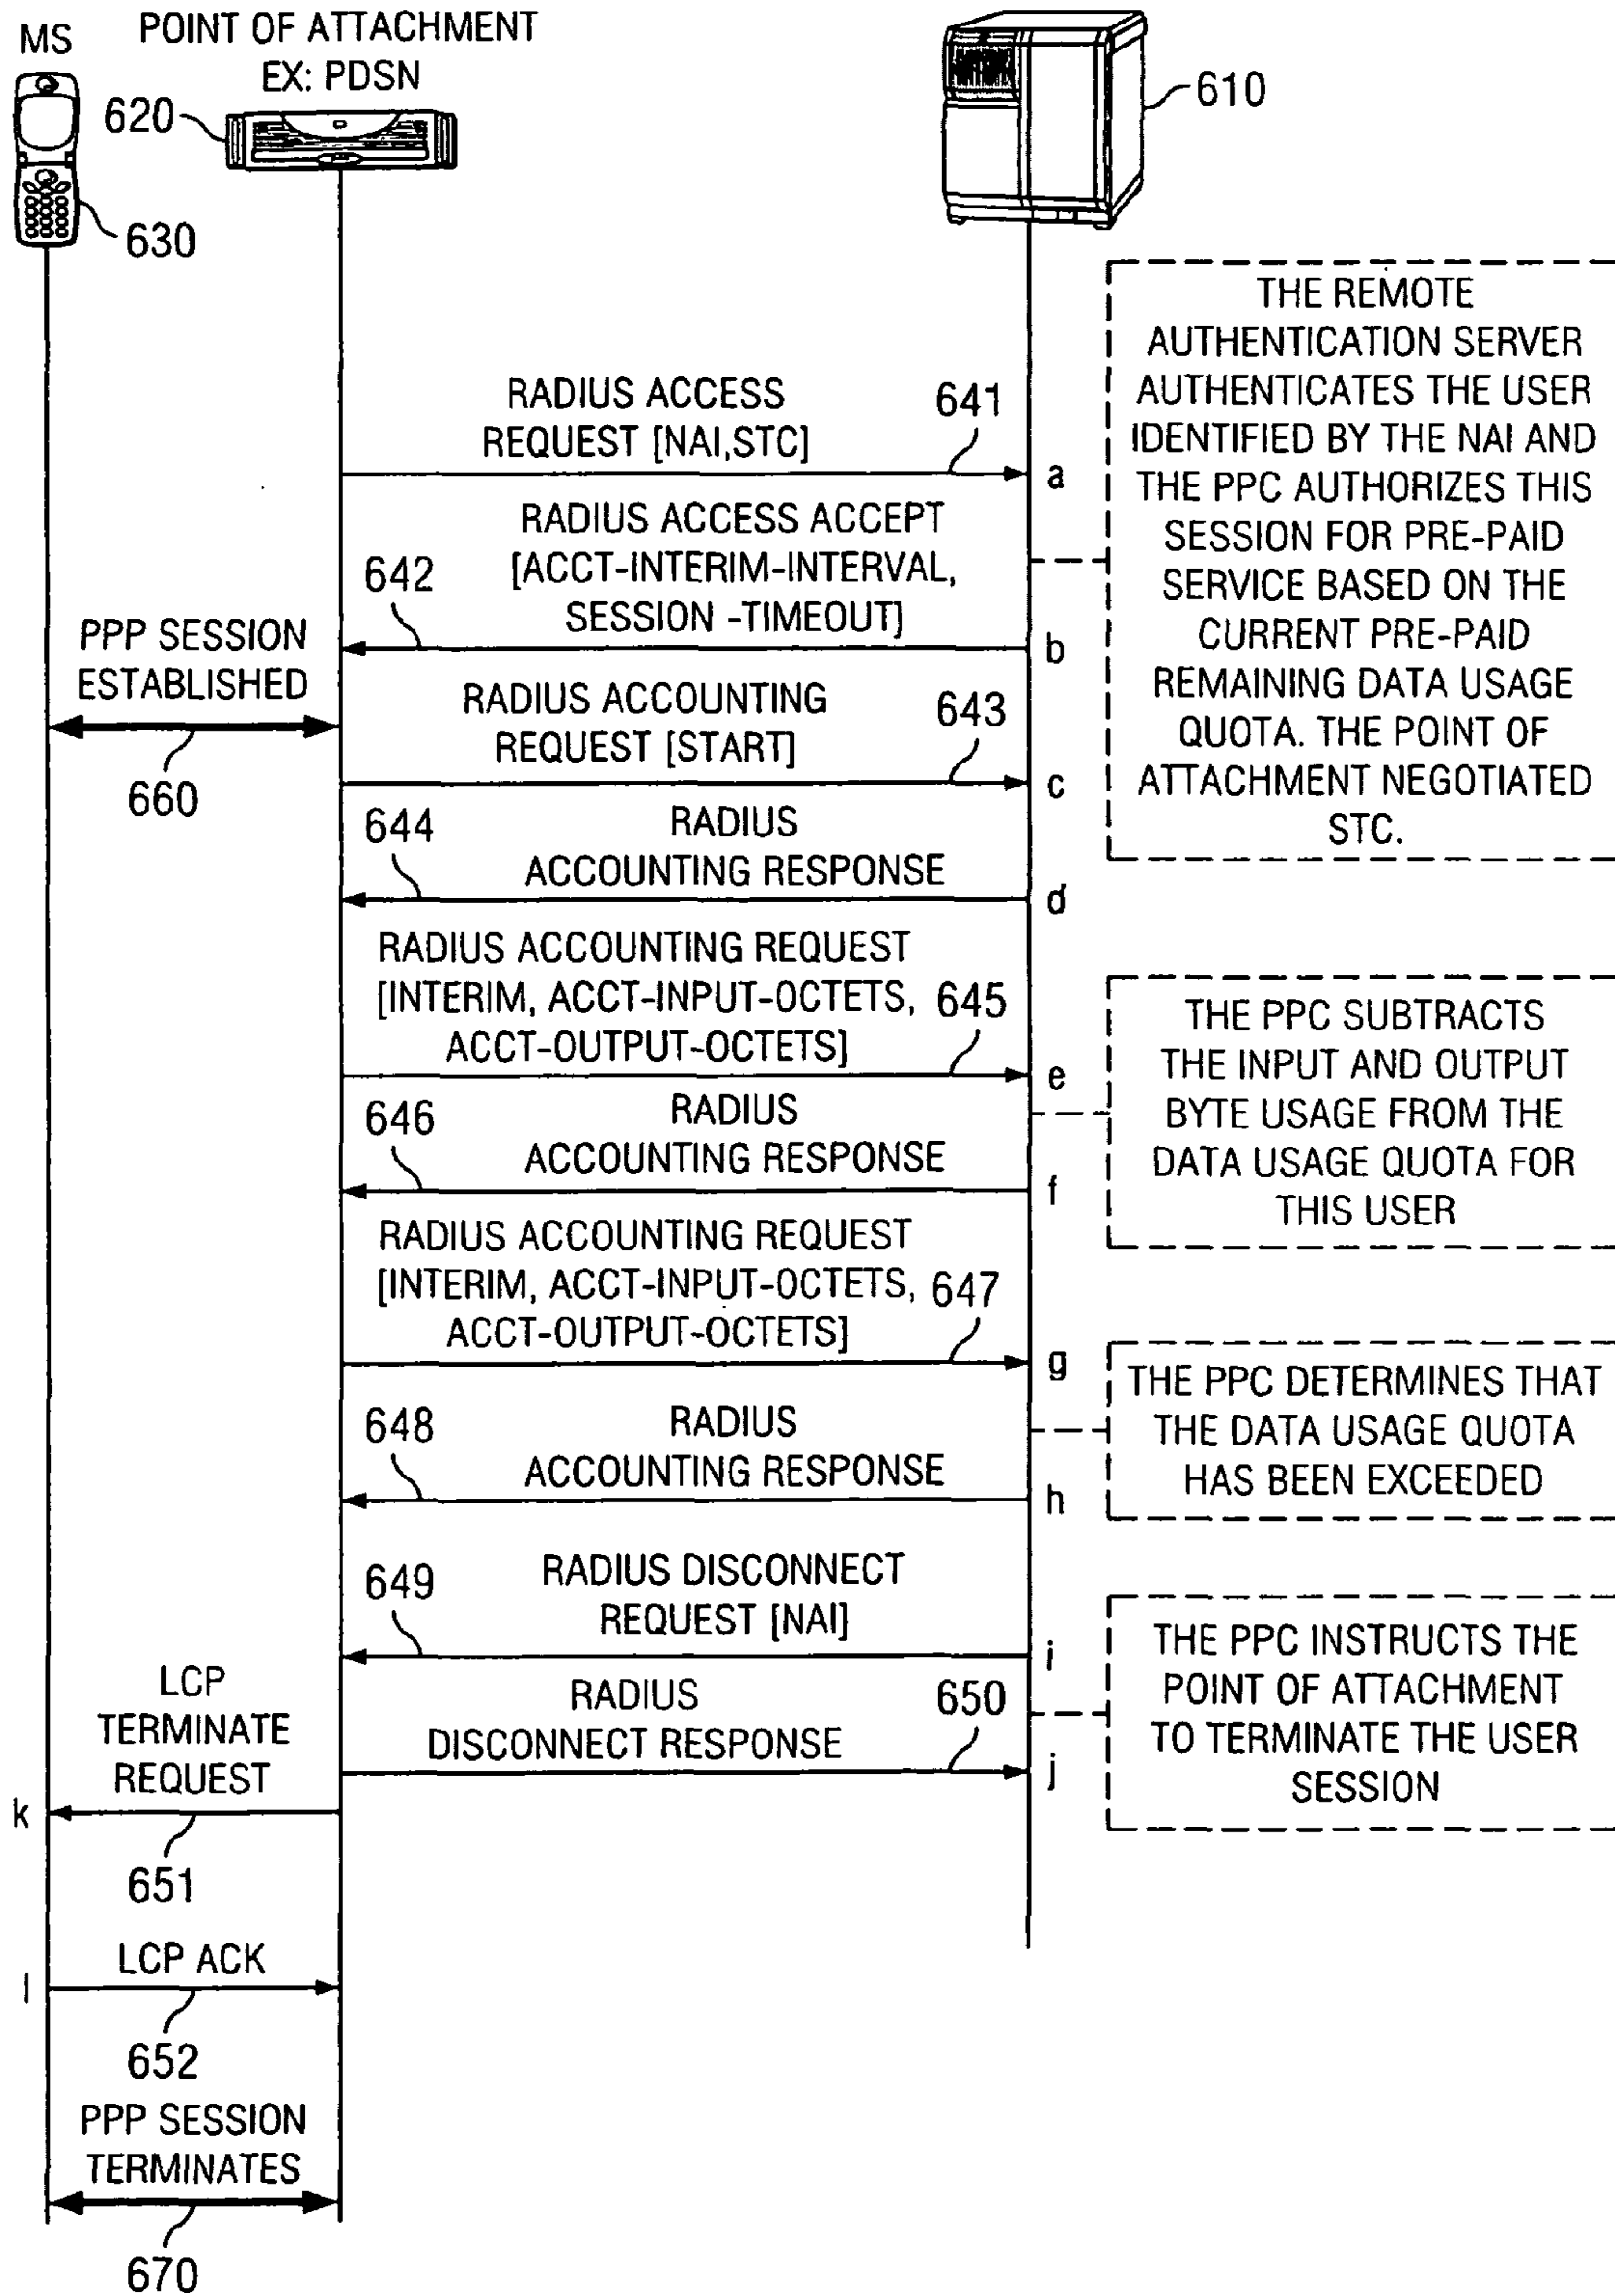 MS
POINT OF ATTACHMENT
EX: PDSN
620
610
630
THE REMOTE
AUTHENTICATION SERVER
AUTHENTICATES THE USER
IDENTIFIED BY THE NAI AND
THE PPC AUTHORIZES THIS
SESSION FOR PRE-PAID
SERVICE BASED ON THE
CURRENT PRE-PAID
REMAINING DATA USAGE
QUOTA. THE POINT OF
ATTACHMENT NEGOTIATED
STC.
RADIUS ACCESS
REQUEST [NAI,STC]
641
a
RADIUS ACCESS ACCEPT
[ACCT-INTERIM-INTERVAL,
SESSION -TIMEOUT]
642
b
PPP SESSION
ESTABLISHED
660
RADIUS ACCOUNTING
REQUEST [START]
643
c
644
RADIUS
ACCOUNTING RESPONSE
d
RADIUS ACCOUNTING REQUEST
[INTERIM, ACCT-INPUT-OCTETS,
ACCT-OUTPUT-OCTETS]
645
e
THE PPC SUBTRACTS
THE INPUT AND OUTPUT
BYTE USAGE FROM THE
DATA USAGE QUOTA FOR
THIS USER
646
RADIUS
ACCOUNTING RESPONSE
f
RADIUS ACCOUNTING REQUEST
[INTERIM, ACCT-INPUT-OCTETS,
ACCT-OUTPUT-OCTETS]
647
g
THE PPC DETERMINES THAT
THE DATA USAGE QUOTA
HAS BEEN EXCEEDED
648
RADIUS
ACCOUNTING RESPONSE
h
649
RADIUS DISCONNECT
REQUEST [NAI]
i
THE PPC INSTRUCTS THE
POINT OF ATTACHMENT
TO TERMINATE THE USER
SESSION
RADIUS
DISCONNECT RESPONSE
650
j
LCP
TERMINATE
REQUEST
k
651
LCP ACK
l
652
PPP SESSION
TERMINATES
670